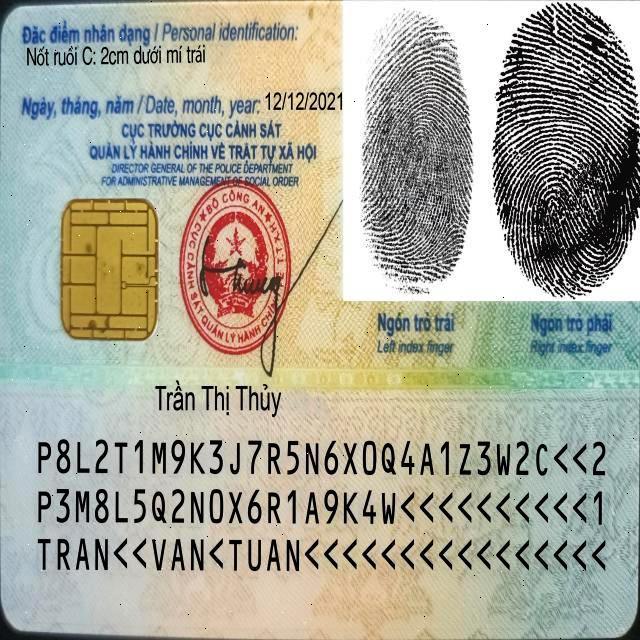 Đặc điểm nhân dạng / Personal identification:
Nốt ruồi C: 2cm dưới mí trái
Ngày, tháng, năm / Date, month, year: 12/12/2021
CỤC TRƯỞNG CỤC CẢNH SÁT
QUẢN LÝ HÀNH CHÍNH VỀ TRẬT TỰ XÃ HỘI
DIRECTOR GENERAL OF THE POLICE DEPARTMENT
FOR ADMINISTRATIVE MANAGEMENT OF SOCIAL ORDER
BỘ CÔNG AN
CỤC CẢNH SÁT QUẢN LÝ HÀNH CHÍNH
Ngón trỏ trái
Left index finger
Ngón trỏ phải
Right index finger
Trần Thị Thủy
P8L2T1M9K3J7R5N6X0Q4A1Z3W2C<<2
P3M8L5Q2N0X6R1A9K4W<<<<<<<<<<1
TRAN<<VAN<TUAN<<<<<<<<<<<<<<<<